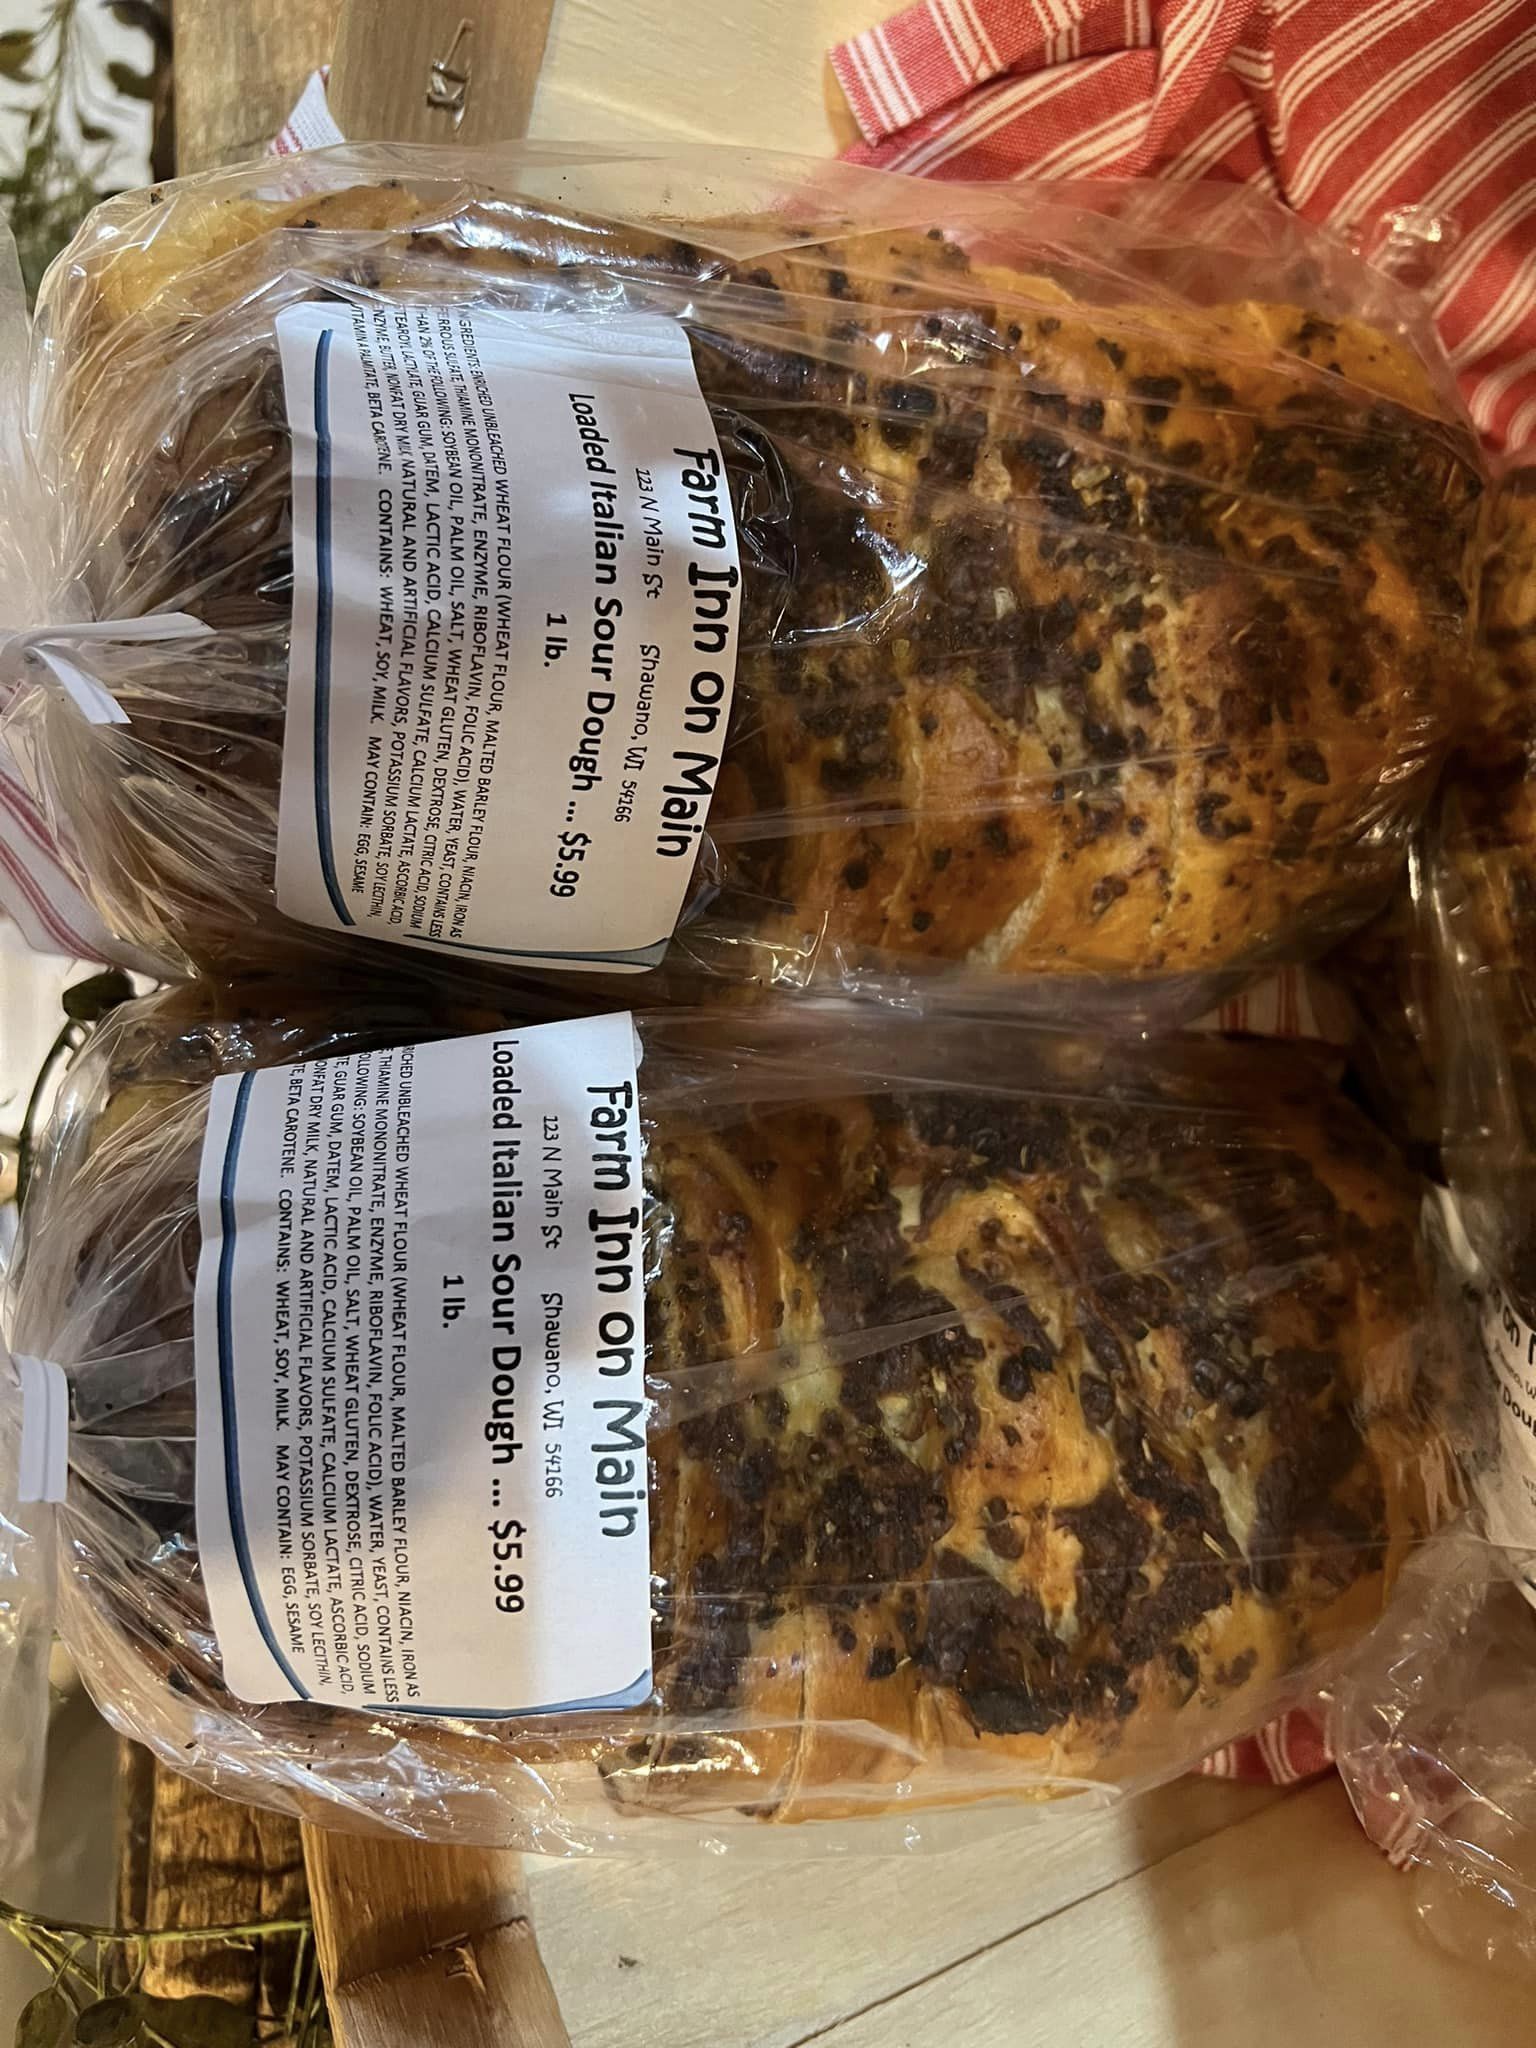 Farm Inn on Main
123 N Main St Shawano, WI 54166
Loaded Italian Sour Dough ... $5.99
1 lb.
INGREDIENTS: ENRICHED UNBLEACHED WHEAT FLOUR (WHEAT FLOUR, MALTED BARLEY FLOUR, NIACIN, IRON AS
FERROUS SULFATE, THIAMINE MONONITRATE, ENZYME, RIBOFLAVIN, FOLIC ACID), WATER, YEAST, CONTAINS LESS
THAN 2% OF THE FOLLOWING: SOYBEAN OIL, PALM OIL, SALT, WHEAT GLUTEN, DEXTROSE, CITRIC ACID, SODIUM
STEAROYL LACTYLATE, GUAR GUM, DATEM, LACTIC ACID, CALCIUM SULFATE, CALCIUM LACTATE, ASCORBIC ACID,
ENZYME, BUTTER, NONFAT DRY MILK, NATURAL AND ARTIFICIAL FLAVORS, POTASSIUM SORBATE, SOY LECITHIN,
VITAMIN A PALMITATE, BETA CAROTENE. CONTAINS: WHEAT, SOY, MILK. MAY CONTAIN: EGG, SESAME
Farm Inn on Main
123 N Main St Shawano, WI 54166
Loaded Italian Sour Dough ... $5.99
1 lb.
RICHED UNBLEACHED WHEAT FLOUR (WHEAT FLOUR, MALTED BARLEY FLOUR, NIACIN, IRON AS
, THIAMINE MONONITRATE, ENZYME, RIBOFLAVIN, FOLIC ACID), WATER, YEAST, CONTAINS LESS
OLLOWING: SOYBEAN OIL, PALM OIL, SALT, WHEAT GLUTEN, DEXTROSE, CITRIC ACID, SODIUM
TE, GUAR GUM, DATEM, LACTIC ACID, CALCIUM SULFATE, CALCIUM LACTATE, ASCORBIC ACID,
ONFAT DRY MILK, NATURAL AND ARTIFICIAL FLAVORS, POTASSIUM SORBATE, SOY LECITHIN,
TE, BETA CAROTENE. CONTAINS: WHEAT, SOY, MILK. MAY CONTAIN: EGG, SESAME
on